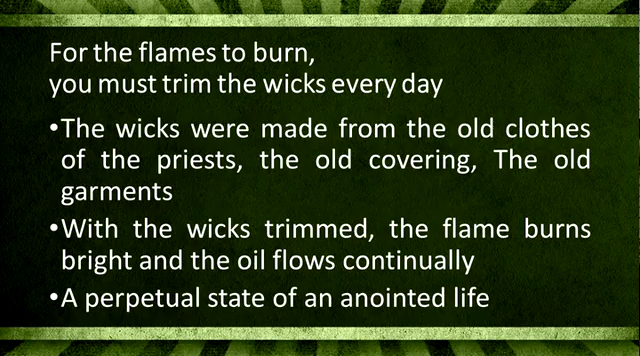 For the flames to burn,
you must trim the wicks every day
•The wicks were made from the old clothes
of the priests, the old covering, The old
garments
•With the wicks trimmed, the flame burns
bright and the oil flows continually
•A perpetual state of an anointed life